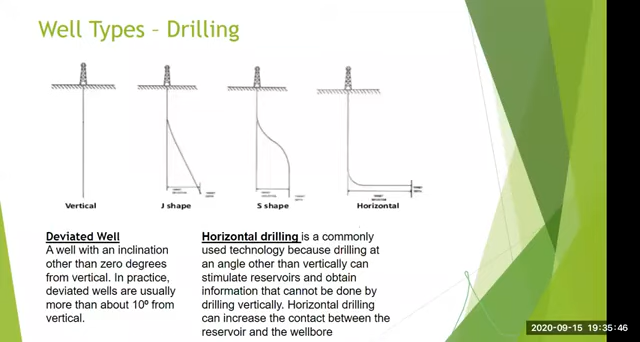 Well Types – Drilling
Vertical
J shape
S shape
Horizontal
Deviated Well
A well with an inclination
other than zero degrees
from vertical. In practice,
deviated wells are usually
more than about 10º from
vertical.
Horizontal drilling is a commonly
used technology because drilling at
an angle other than vertically can
stimulate reservoirs and obtain
information that cannot be done by
drilling vertically. Horizontal drilling
can increase the contact between the
reservoir and the wellbore
2020-09-15 19:35:46